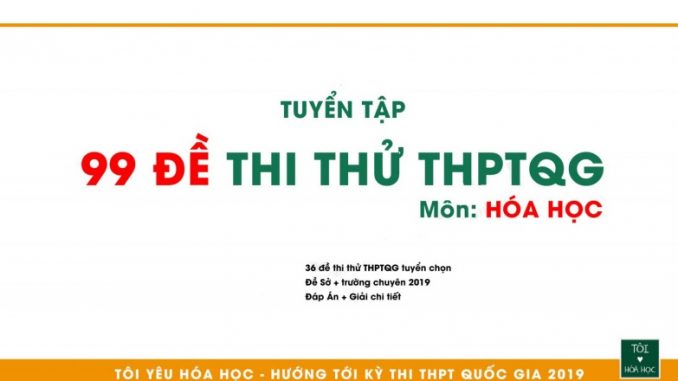 TUYỂN TẬP
99 ĐỀ THI THỬ THPTQG
Môn: HÓA HỌC
36 đề thi thử THPTQG tuyển chọn
Đề Sở + trường chuyên 2019
Đáp Án + Giải chi tiết
TÔI
♥
HÓA HỌC
TÔI YÊU HÓA HỌC - HƯỚNG TỚI KỲ THI THPT QUỐC GIA 2019